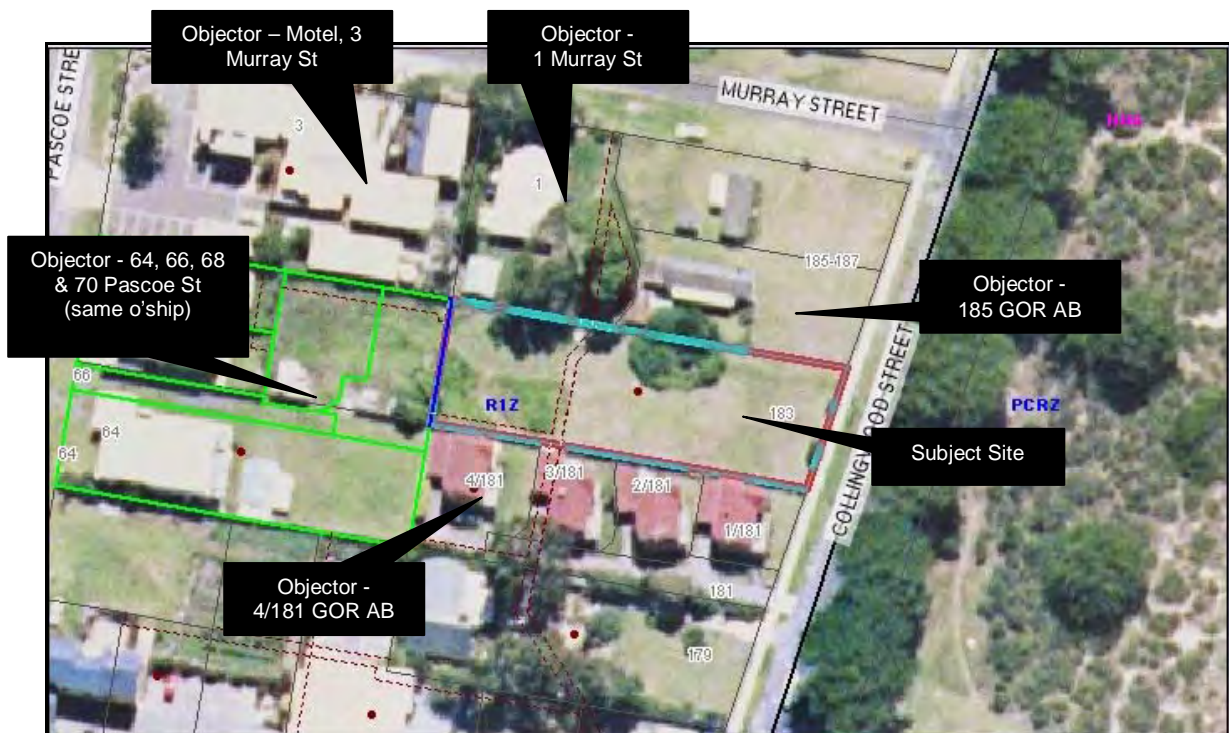 Objector – Motel, 3
Murray St
Objector -
1 Murray St
PASCOE STRE
MURRAY STREET
3
1
Objector - 64, 66, 68
& 70 Pascoe St
(same o'ship)
185-187
Objector -
185 GOR AB
66
R1Z
183
PCRZ
64
64
Subject Site
4/181
3/181
2/181
1/181
COLLINGWOOD STREET
Objector -
4/181 GOR AB
181
179